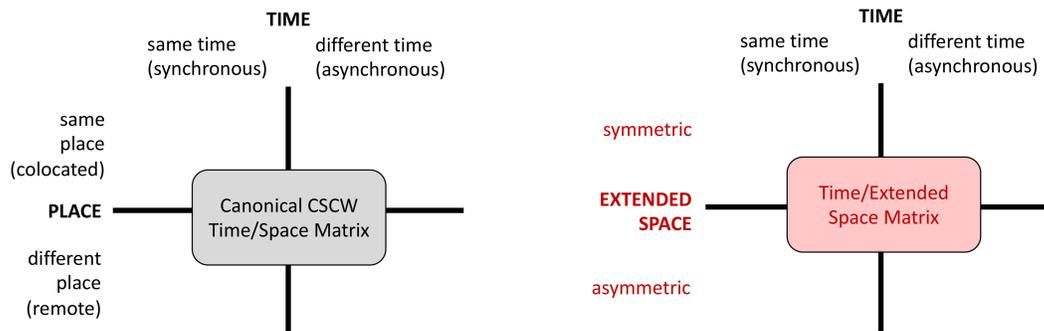 TIME
same time
(synchronous)
different time
(asynchronous)
same
place
(colocated)
PLACE
different
place
(remote)
Canonical CSCW
Time/Space Matrix
TIME
same time
(synchronous)
different time
(asynchronous)
symmetric
EXTENDED
SPACE
asymmetric
Time/Extended
Space Matrix